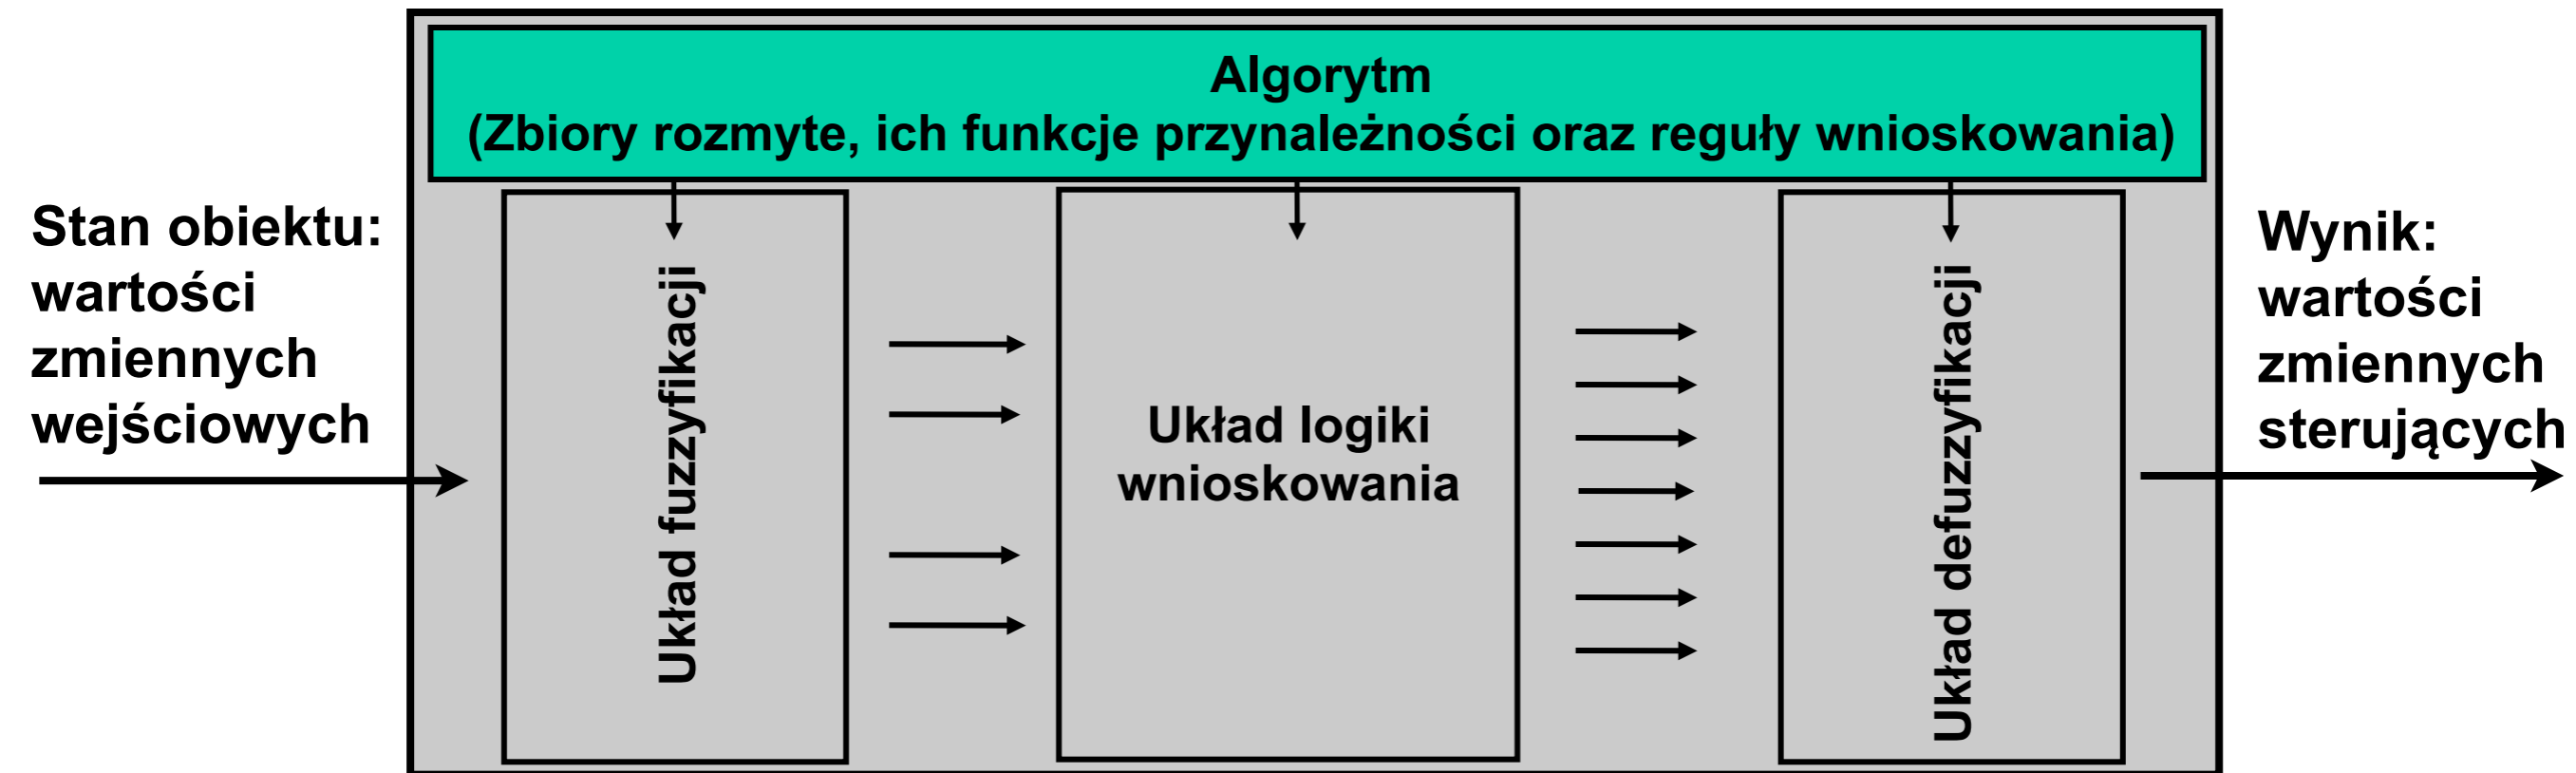 Algorytm
(Zbiory rozmyte, ich funkcje przynależności oraz reguły wnioskowania)
Stan obiektu:
wartości
zmiennych
wejściowych
Układ fuzzyfikacji
Układ logiki
wnioskowania
Układ defuzzyfikacji
Wynik:
wartości
zmiennych
sterujących